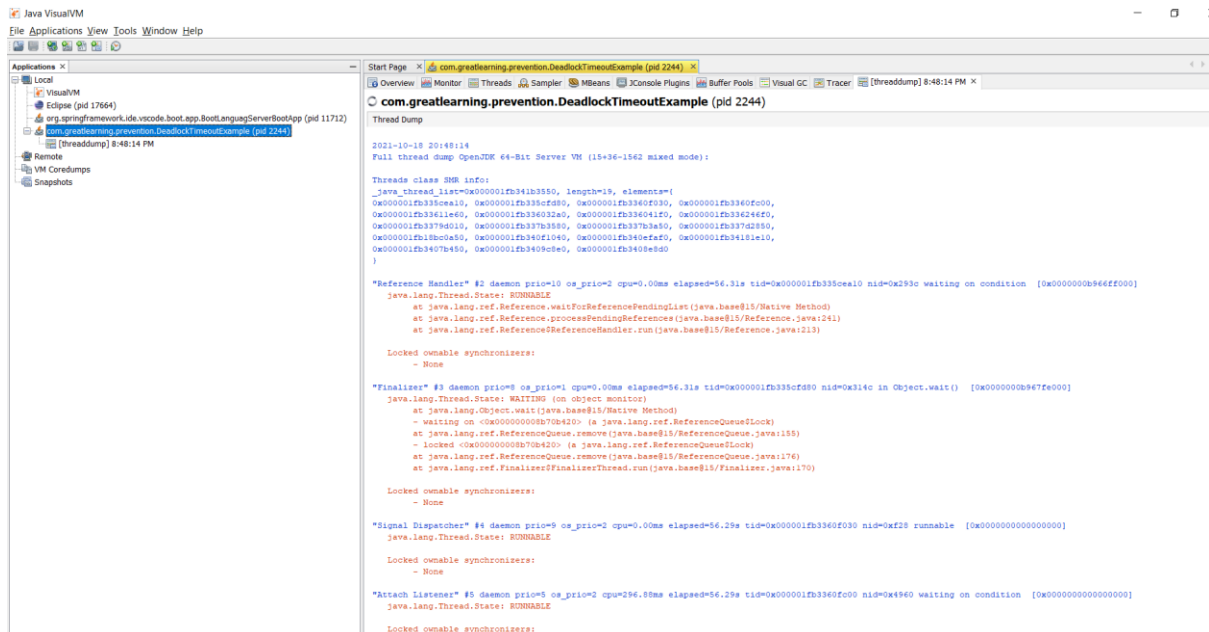 Java VisualVM
File Applications View Tools Window Help
Applications
Local
VisualVM
Eclipse (pid 17664)
org.springframework.ide.vscode.boot.app.BootLanguagServerBootApp (pid 11712)
com.greatlearning.prevention.DeadlockTimeoutExample (pid 2244)
[threaddump] 8:48:14 PM
Remote
VM Coredumps
Snapshots
Start Page com.greatlearning.prevention.DeadlockTimeoutExample (pid 2244)
Overview Monitor Threads Sampler MBeans JConsole Plugins Buffer Pools Visual GC Tracer [threaddump] 8:48:14 PM
com.greatlearning.prevention.DeadlockTimeoutExample (pid 2244)
Thread Dump
2021-10-18 20:48:14
Full thread dump OpenJDK 64-Bit Server VM (15+36-1562 mixed mode):
Threads class SMR info:
_java_thread_list=0x000001fb341b3550, length=19, elements={
0x000001fb335cea10, 0x000001fb335cfd80, 0x000001fb3360f030, 0x000001fb3360fc00,
0x000001fb33611e60, 0x000001fb336032a0, 0x000001fb336041f0, 0x000001fb336246f0,
0x000001fb3379d010, 0x000001fb337b3580, 0x000001fb337b3a50, 0x000001fb337d2850,
0x000001fb18bc0a50, 0x000001fb340f1040, 0x000001fb340efaf0, 0x000001fb34181e10,
0x000001fb3407b450, 0x000001fb3409c8e0, 0x000001fb3408e8d0
}
"Reference Handler" #2 daemon prio=10 os_prio=2 cpu=0.00ms elapsed=56.31s tid=0x000001fb335cea10 nid=0x293c waiting on condition [0x0000000b966ff000]
java.lang.Thread.State: RUNNABLE
at java.lang.ref.Reference.waitForReferencePendingList(java.base@15/Native Method)
at java.lang.ref.Reference.processPendingReferences(java.base@15/Reference.java:241)
at java.lang.ref.Reference$ReferenceHandler.run(java.base@15/Reference.java:213)
Locked ownable synchronizers:
- None
"Finalizer" #3 daemon prio=8 os_prio=1 cpu=0.00ms elapsed=56.31s tid=0x000001fb335cfd80 nid=0x314c in Object.wait() [0x0000000b967fe000]
java.lang.Thread.State: WAITING (on object monitor)
at java.lang.Object.wait(java.base@15/Native Method)
- waiting on <0x000000008b70b420> (a java.lang.ref.ReferenceQueue$Lock)
at java.lang.ref.ReferenceQueue.remove(java.base@15/ReferenceQueue.java:155)
- locked <0x000000008b70b420> (a java.lang.ref.ReferenceQueue$Lock)
at java.lang.ref.ReferenceQueue.remove(java.base@15/ReferenceQueue.java:176)
at java.lang.ref.Finalizer$FinalizerThread.run(java.base@15/Finalizer.java:170)
Locked ownable synchronizers:
- None
"Signal Dispatcher" #4 daemon prio=9 os_prio=2 cpu=0.00ms elapsed=56.29s tid=0x000001fb3360f030 nid=0xf28 runnable [0x0000000000000000]
java.lang.Thread.State: RUNNABLE
Locked ownable synchronizers:
- None
"Attach Listener" #5 daemon prio=5 os_prio=2 cpu=296.88ms elapsed=56.29s tid=0x000001fb3360fc00 nid=0x4960 waiting on condition [0x0000000000000000]
java.lang.Thread.State: RUNNABLE
Locked ownable synchronizers: